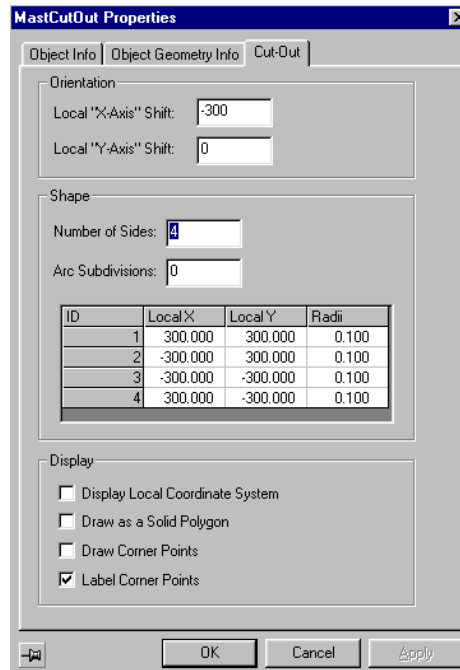 MastCutOut Properties
Object Info Object Geometry Info Cut-Out
Orientation
Local "X-Axis" Shift: -300
Local "Y-Axis" Shift: 0
Shape
Number of Sides: 4
Arc Subdivisions: 0
ID Local X Local Y Radii
1 300.000 300.000 0.100
2 -300.000 300.000 0.100
3 -300.000 -300.000 0.100
4 300.000 -300.000 0.100
Display
Display Local Coordinate System
Draw as a Solid Polygon
Draw Corner Points
Label Corner Points
OK Cancel Apply